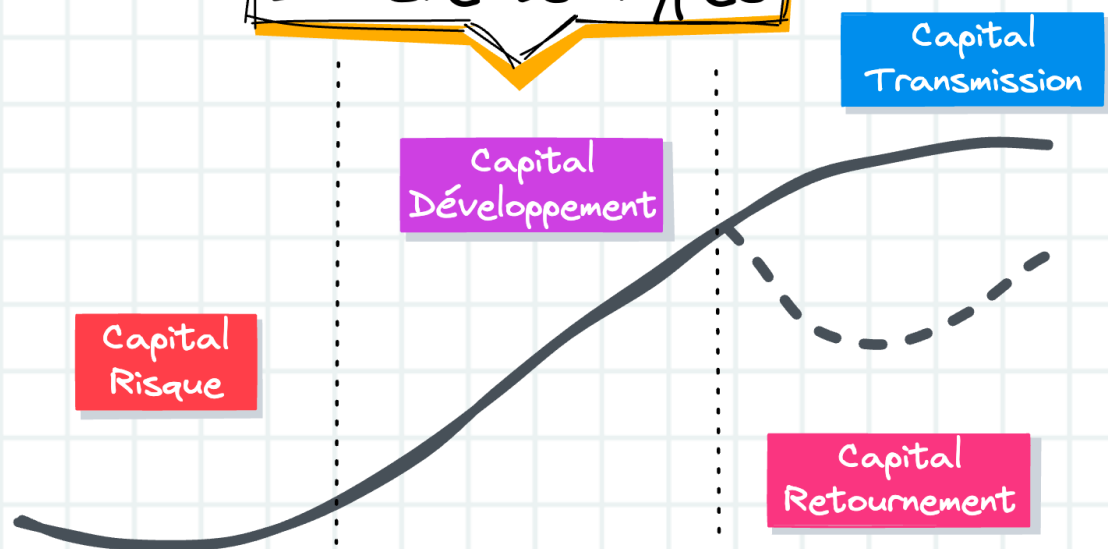 Capital
Transmission
Capital
Développement
Capital
Risque
Capital
Retournement